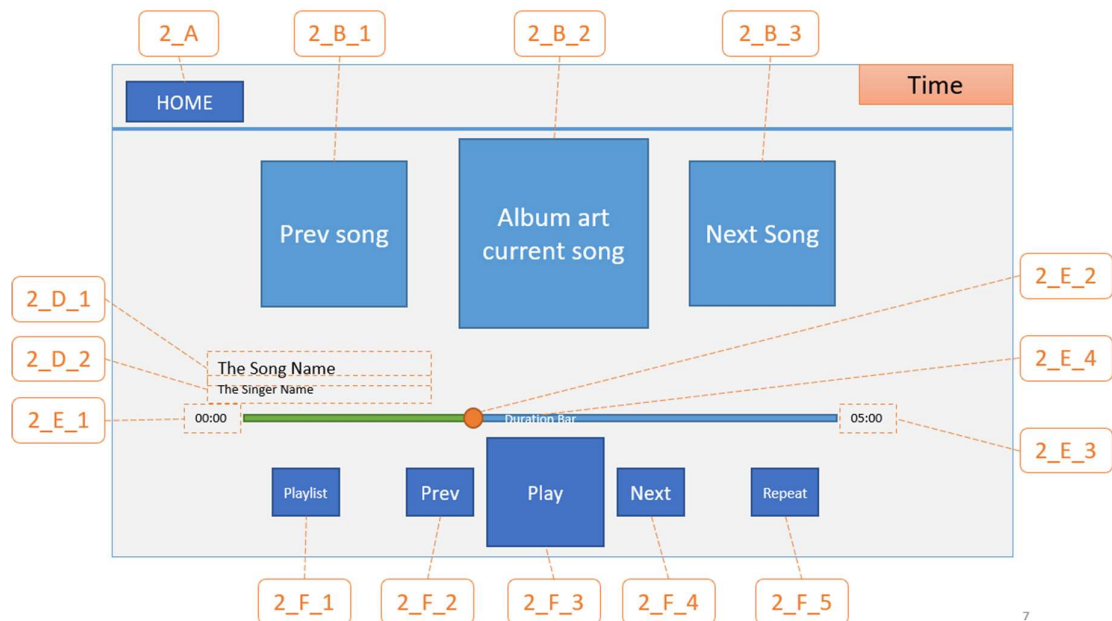 2_A
2_B_1
2_B_2
2_B_3
HOME
Time
Prev song
Album art
current song
Next Song
2_E_2
2_D_1
2_D_2
2_E_4
The Song Name
The Singer Name
2_E_1
00:00
Duration Bar
05:00
2_E_3
Playlist
Prev
Play
Next
Repeat
2_F_1
2_F_2
2_F_3
2_F_4
2_F_5
7